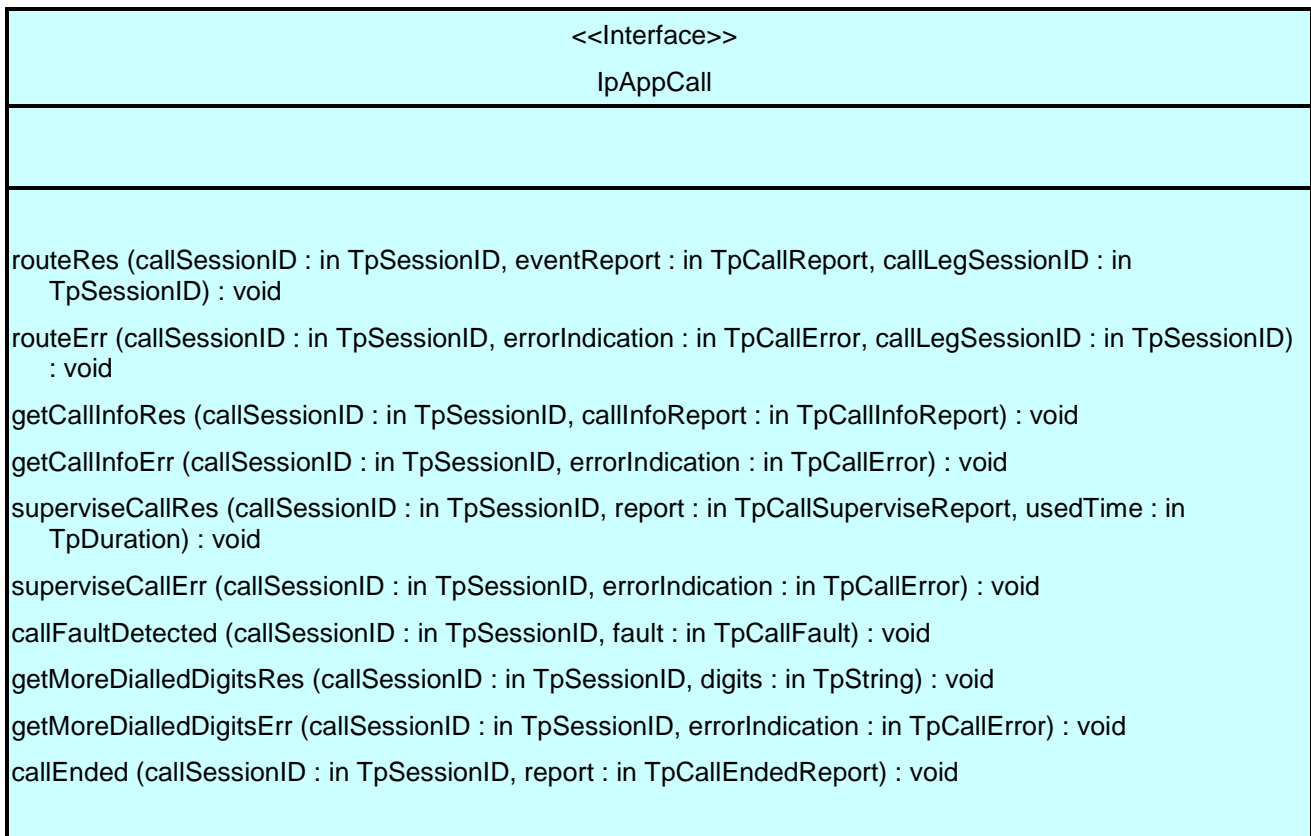 <<Interface>>
IpAppCall
routeRes (callSessionID : in TpSessionID, eventReport : in TpCallReport, callLegSessionID : in
TpSessionID) : void
routeErr (callSessionID : in TpSessionID, errorIndication : in TpCallError, callLegSessionID : in TpSessionID)
: void
getCallInfoRes (callSessionID : in TpSessionID, callInfoReport : in TpCallInfoReport) : void
getCallInfoErr (callSessionID : in TpSessionID, errorIndication : in TpCallError) : void
superviseCallRes (callSessionID : in TpSessionID, report : in TpCallSuperviseReport, usedTime : in
TpDuration) : void
superviseCallErr (callSessionID : in TpSessionID, errorIndication : in TpCallError) : void
callFaultDetected (callSessionID : in TpSessionID, fault : in TpCallFault) : void
getMoreDialledDigitsRes (callSessionID : in TpSessionID, digits : in TpString) : void
getMoreDialledDigitsErr (callSessionID : in TpSessionID, errorIndication : in TpCallError) : void
callEnded (callSessionID : in TpSessionID, report : in TpCallEndedReport) : void